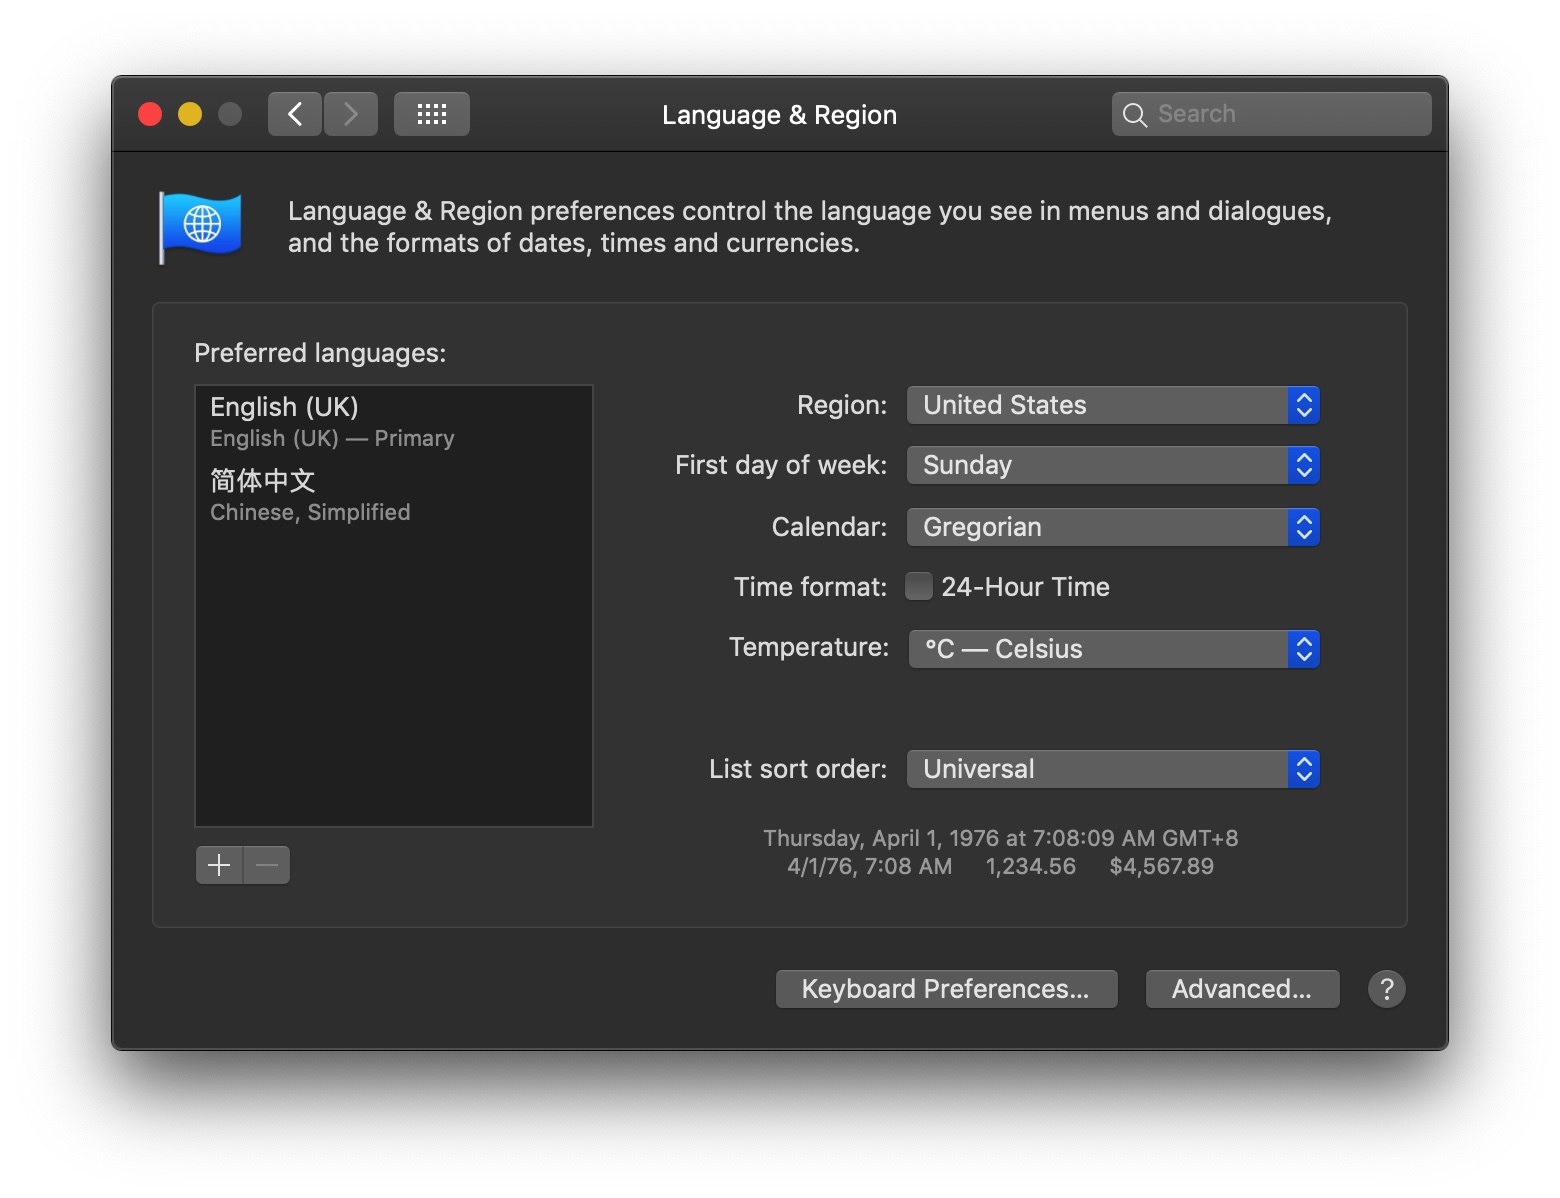 Language & Region
Search
Language & Region preferences control the language you see in menus and dialogues,
and the formats of dates, times and currencies.
Preferred languages:
English (UK)
English (UK) — Primary
简体中文
Chinese, Simplified
Region: United States
First day of week: Sunday
Calendar: Gregorian
Time format: 24-Hour Time
Temperature: °C — Celsius
List sort order: Universal
Thursday, April 1, 1976 at 7:08:09 AM GMT+8
4/1/76, 7:08 AM 1,234.56 $4,567.89
Keyboard Preferences... Advanced... ?